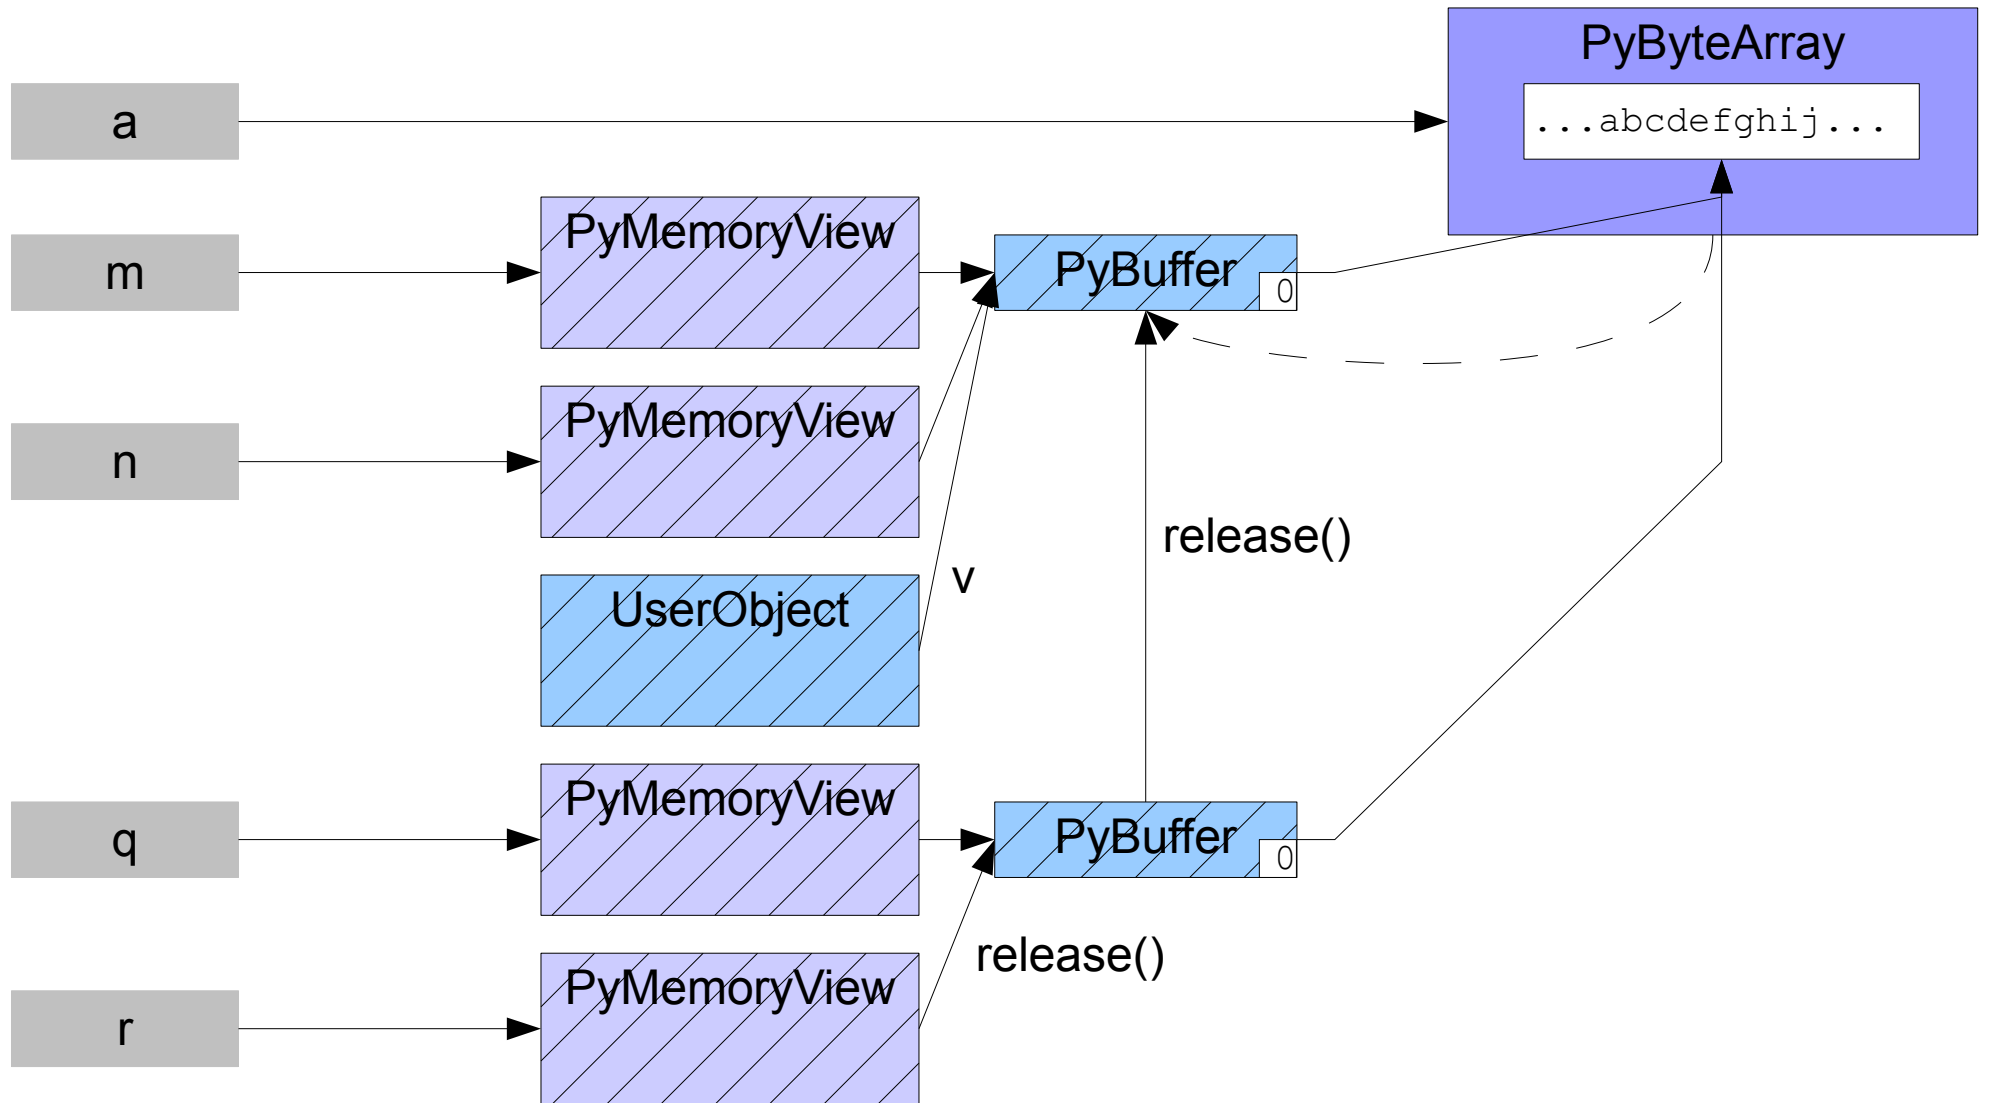 PyByteArray
a
...abcdefghij...
PyMemoryView
m
PyBuffer
0
PyMemoryView
n
release()
v
UserObject
PyMemoryView
q
PyBuffer
0
release()
PyMemoryView
r